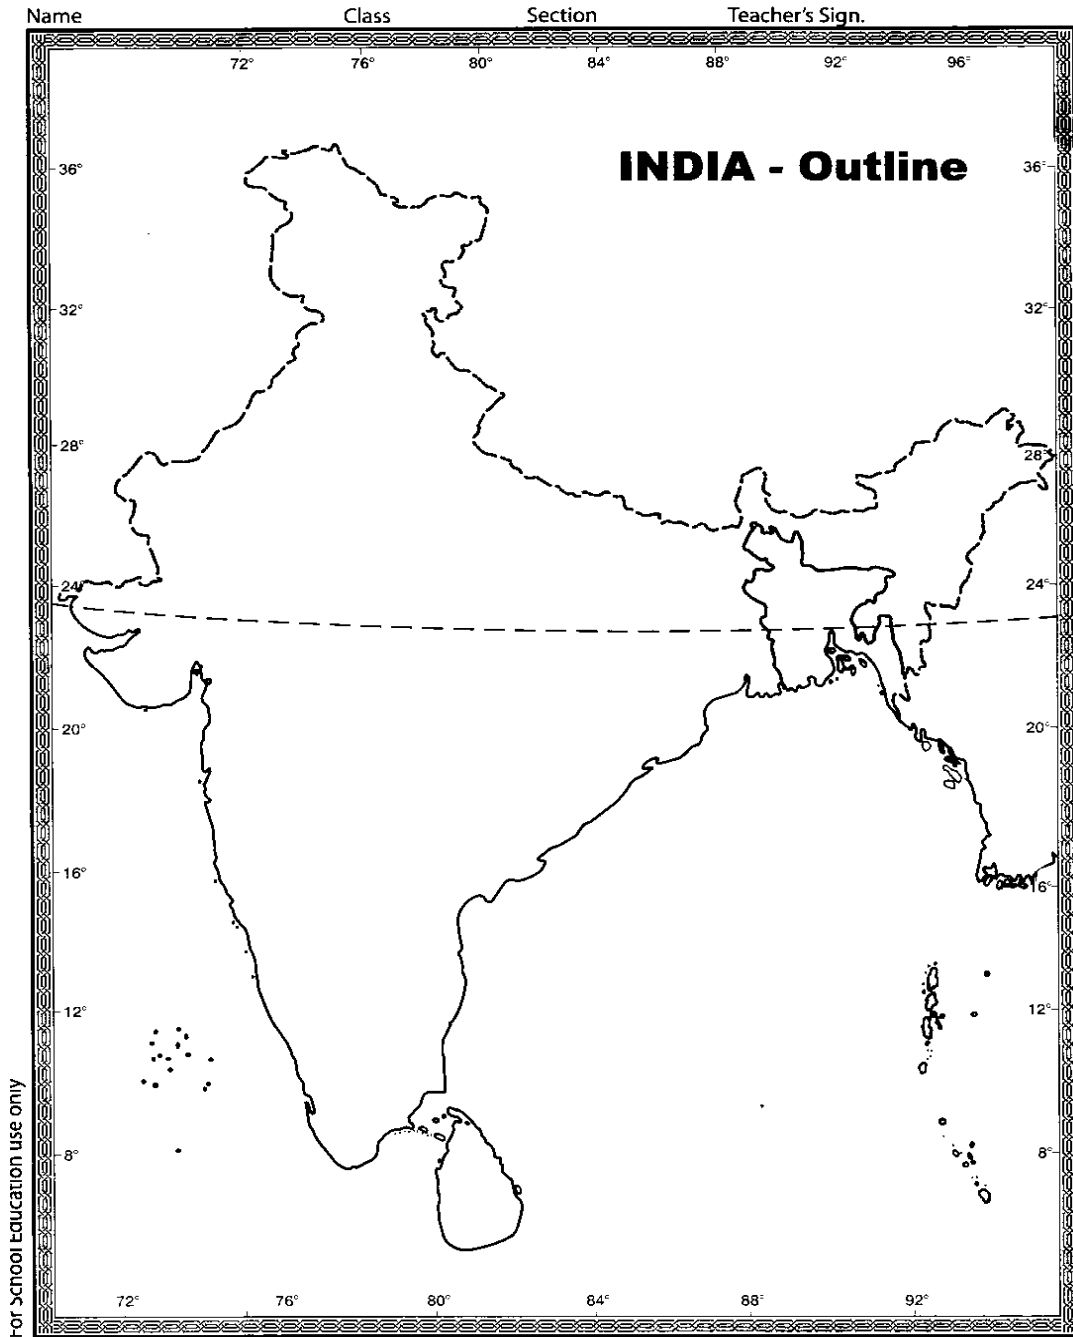 Name Class Section Teacher's Sign.
72° 76° 80° 84° 88° 92° 96°
INDIA - Outline
36° 36°
32° 32°
28° 28°
24° 24°
20° 20°
16° 16°
12° 12°
8° 8°
72° 76° 80° 84° 88° 92°
For School Education use only